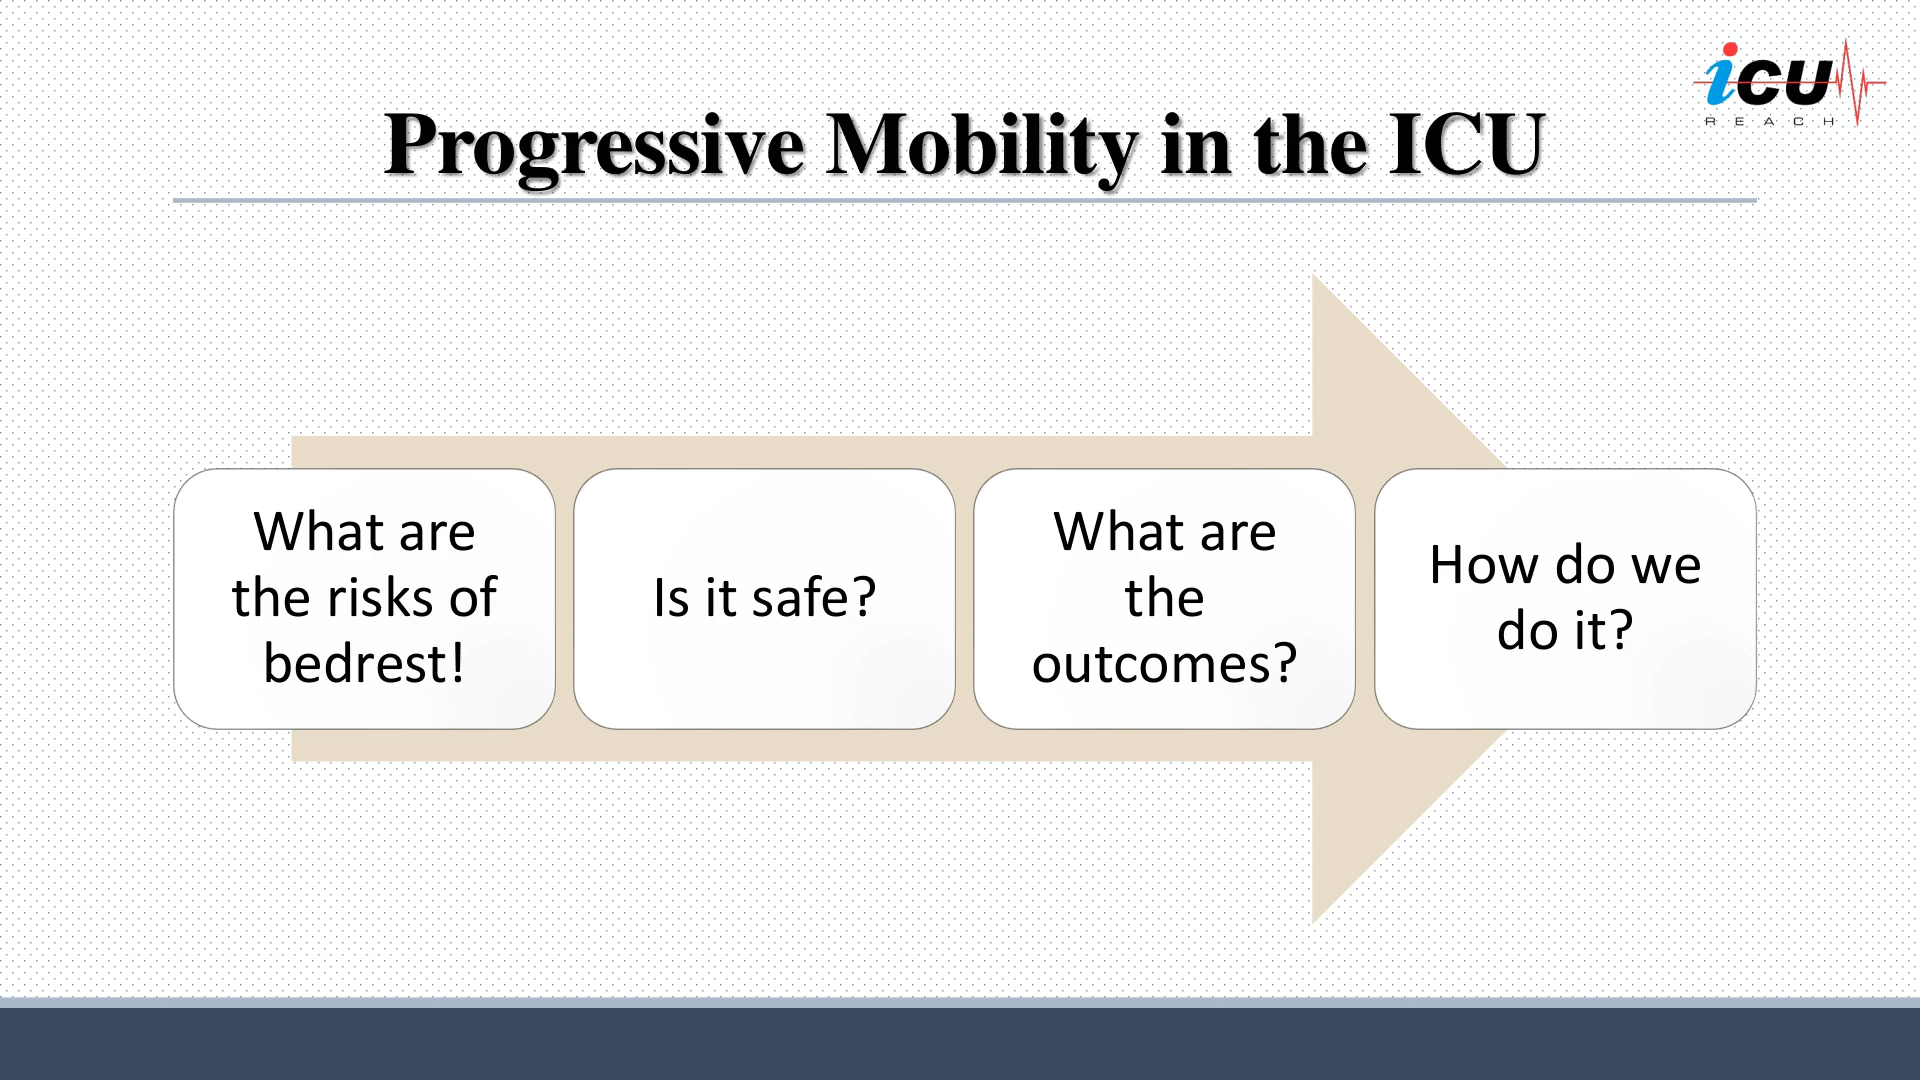 icu
REACH
Progressive Mobility in the ICU
What are
the risks of
bedrest!
Is it safe?
What are
the
outcomes?
How do we
do it?